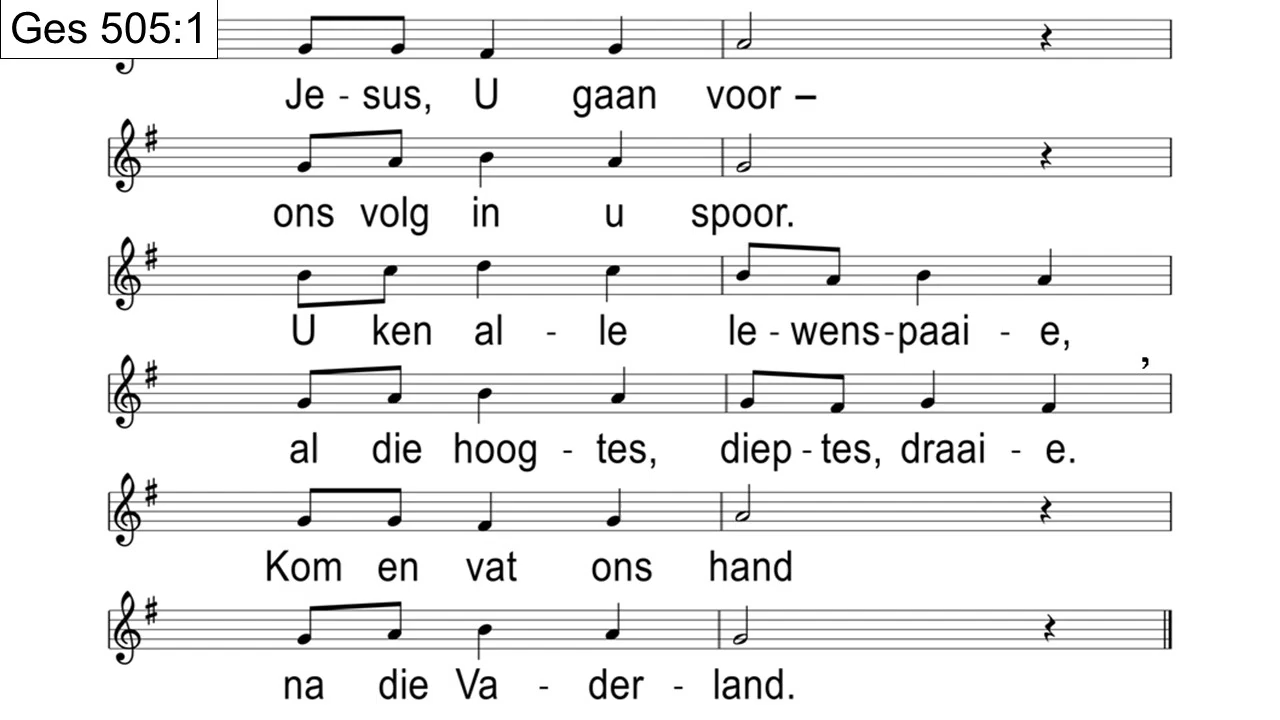 Ges 505:1
Je - sus, U gaan voor –
ons volg in u spoor.
U ken al - le le - wens - paai - e,
al die hoog - tes, diep - tes, draai - e.
Kom en vat ons hand
na die Va - der - land.